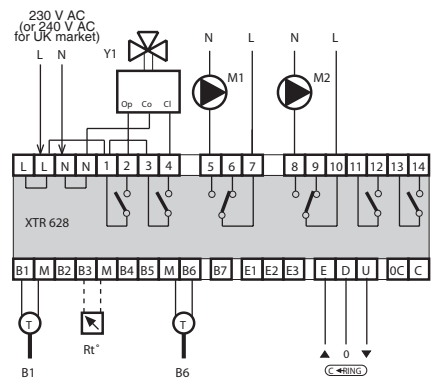 230 V AC
(or 240 V AC
for UK market)
L N
Y1
Op Co Cl
N L
M1
N L
M2
L L N N 1 2 3 4 5 6 7 8 9 10 11 12 13 14
XTR 628
B1 M B2 B3 M B4 B5 M B6 B7 E1 E2 E3 E D U 0C C
T
Rt°
T
▲ 0 ▼
C ◄RING
B1
B6